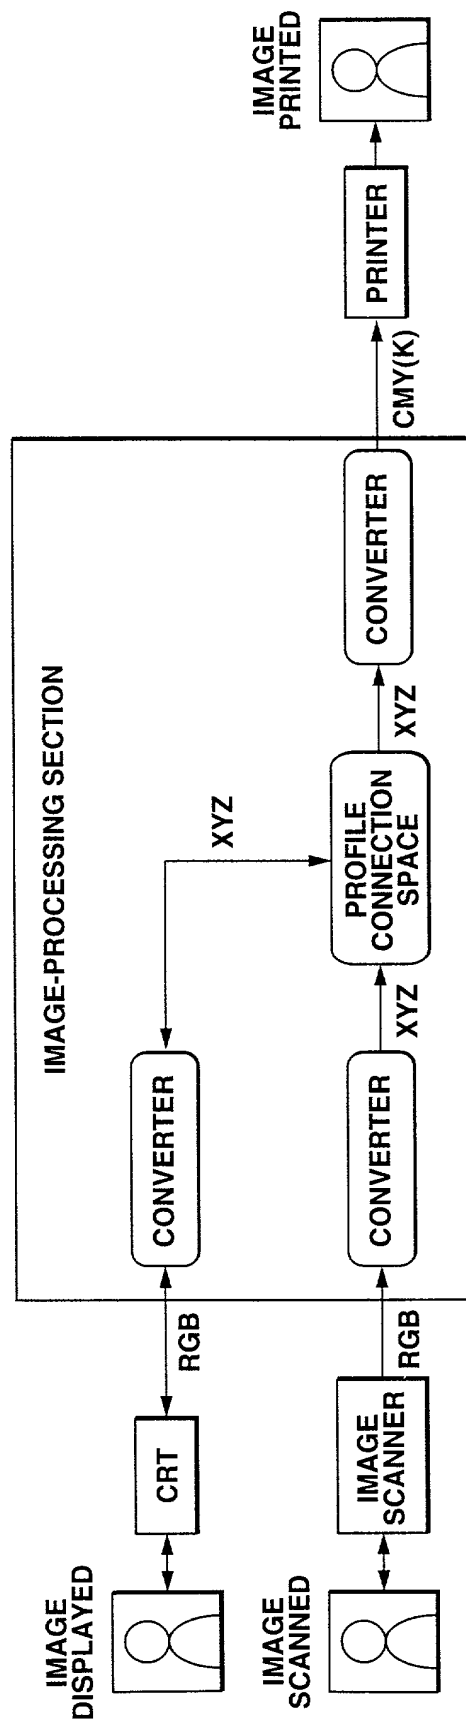 IMAGE
DISPLAYED
CRT
RGB
IMAGE-PROCESSING SECTION
CONVERTER
XYZ
IMAGE
SCANNED
IMAGE
SCANNER
RGB
CONVERTER
XYZ
PROFILE
CONNECTION
SPACE
XYZ
CONVERTER
CMY(K)
PRINTER
IMAGE
PRINTED